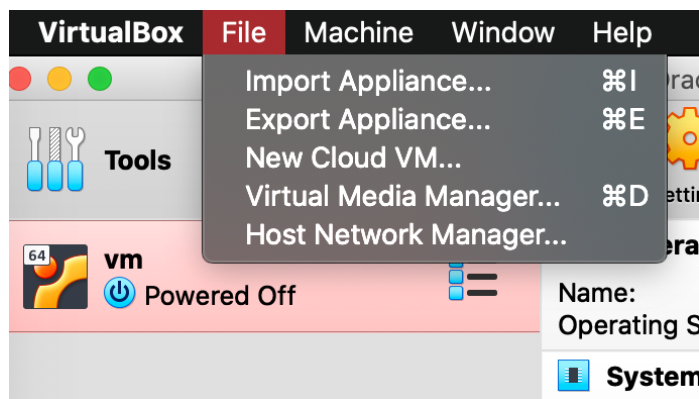 VirtualBox File Machine Window Help
Import Appliance... ⌘I
Export Appliance... ⌘E
New Cloud VM...
Virtual Media Manager... ⌘D
Host Network Manager...
Tools
64
vm
Powered Off
Name:
Operating S
System